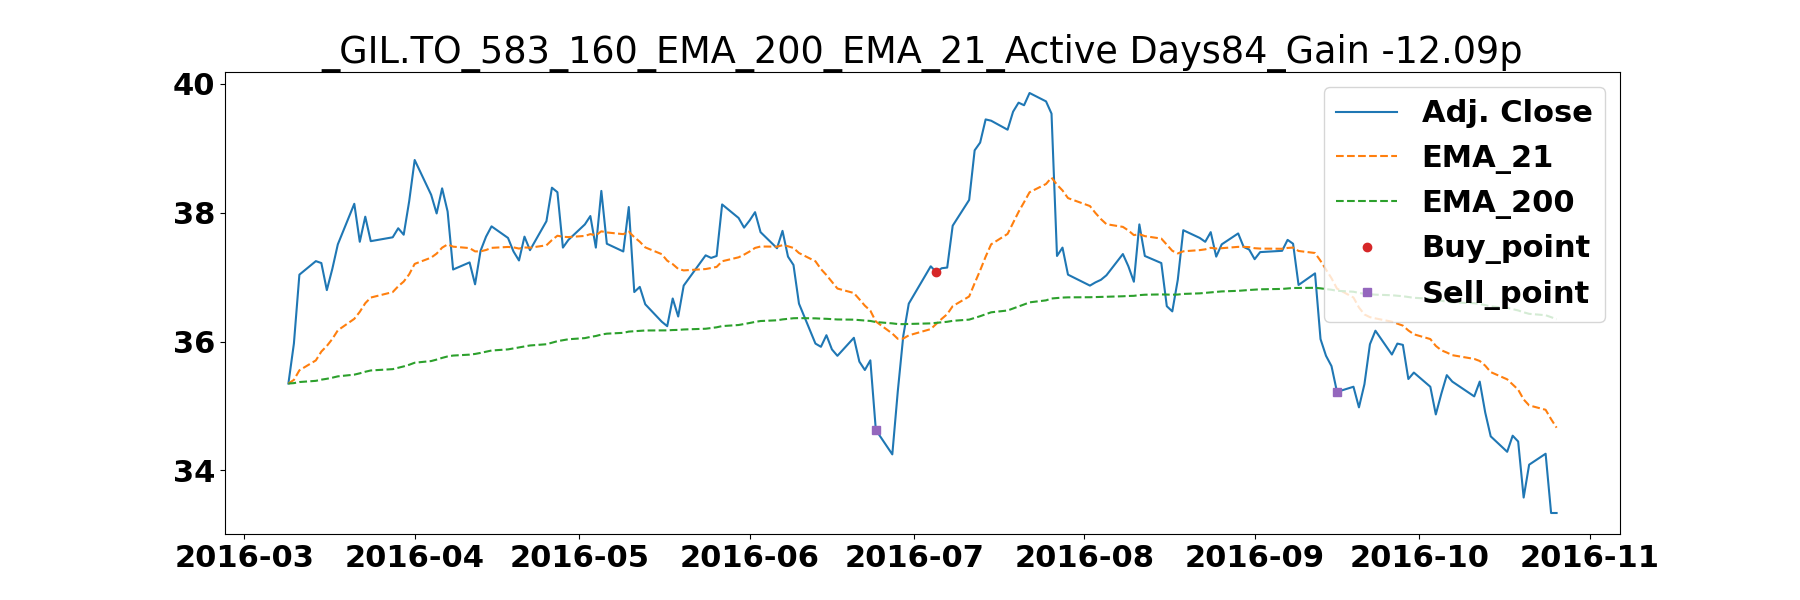 _GIL.TO_583_160_EMA_200_EMA_21_Active Days84_Gain -12.09p
40
38
36
34
Adj. Close
EMA_21
EMA_200
Buy_point
Sell_point
2016-03 2016-04 2016-05 2016-06 2016-07 2016-08 2016-09 2016-10 2016-11